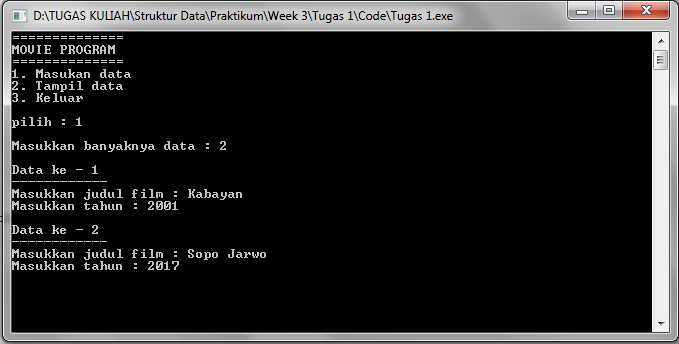 D:\TUGAS KULIAH\Struktur Data\Praktikum\Week 3\Tugas 1\Code\Tugas 1.exe
==============
MOVIE PROGRAM
==============
1. Masukan data
2. Tampil data
3. Keluar
pilih : 1
Masukkan banyaknya data : 2
Data ke - 1
------------
Masukkan judul film : Kabayan
Masukkan tahun : 2001
Data ke - 2
------------
Masukkan judul film : Sopo Jarwo
Masukkan tahun : 2017